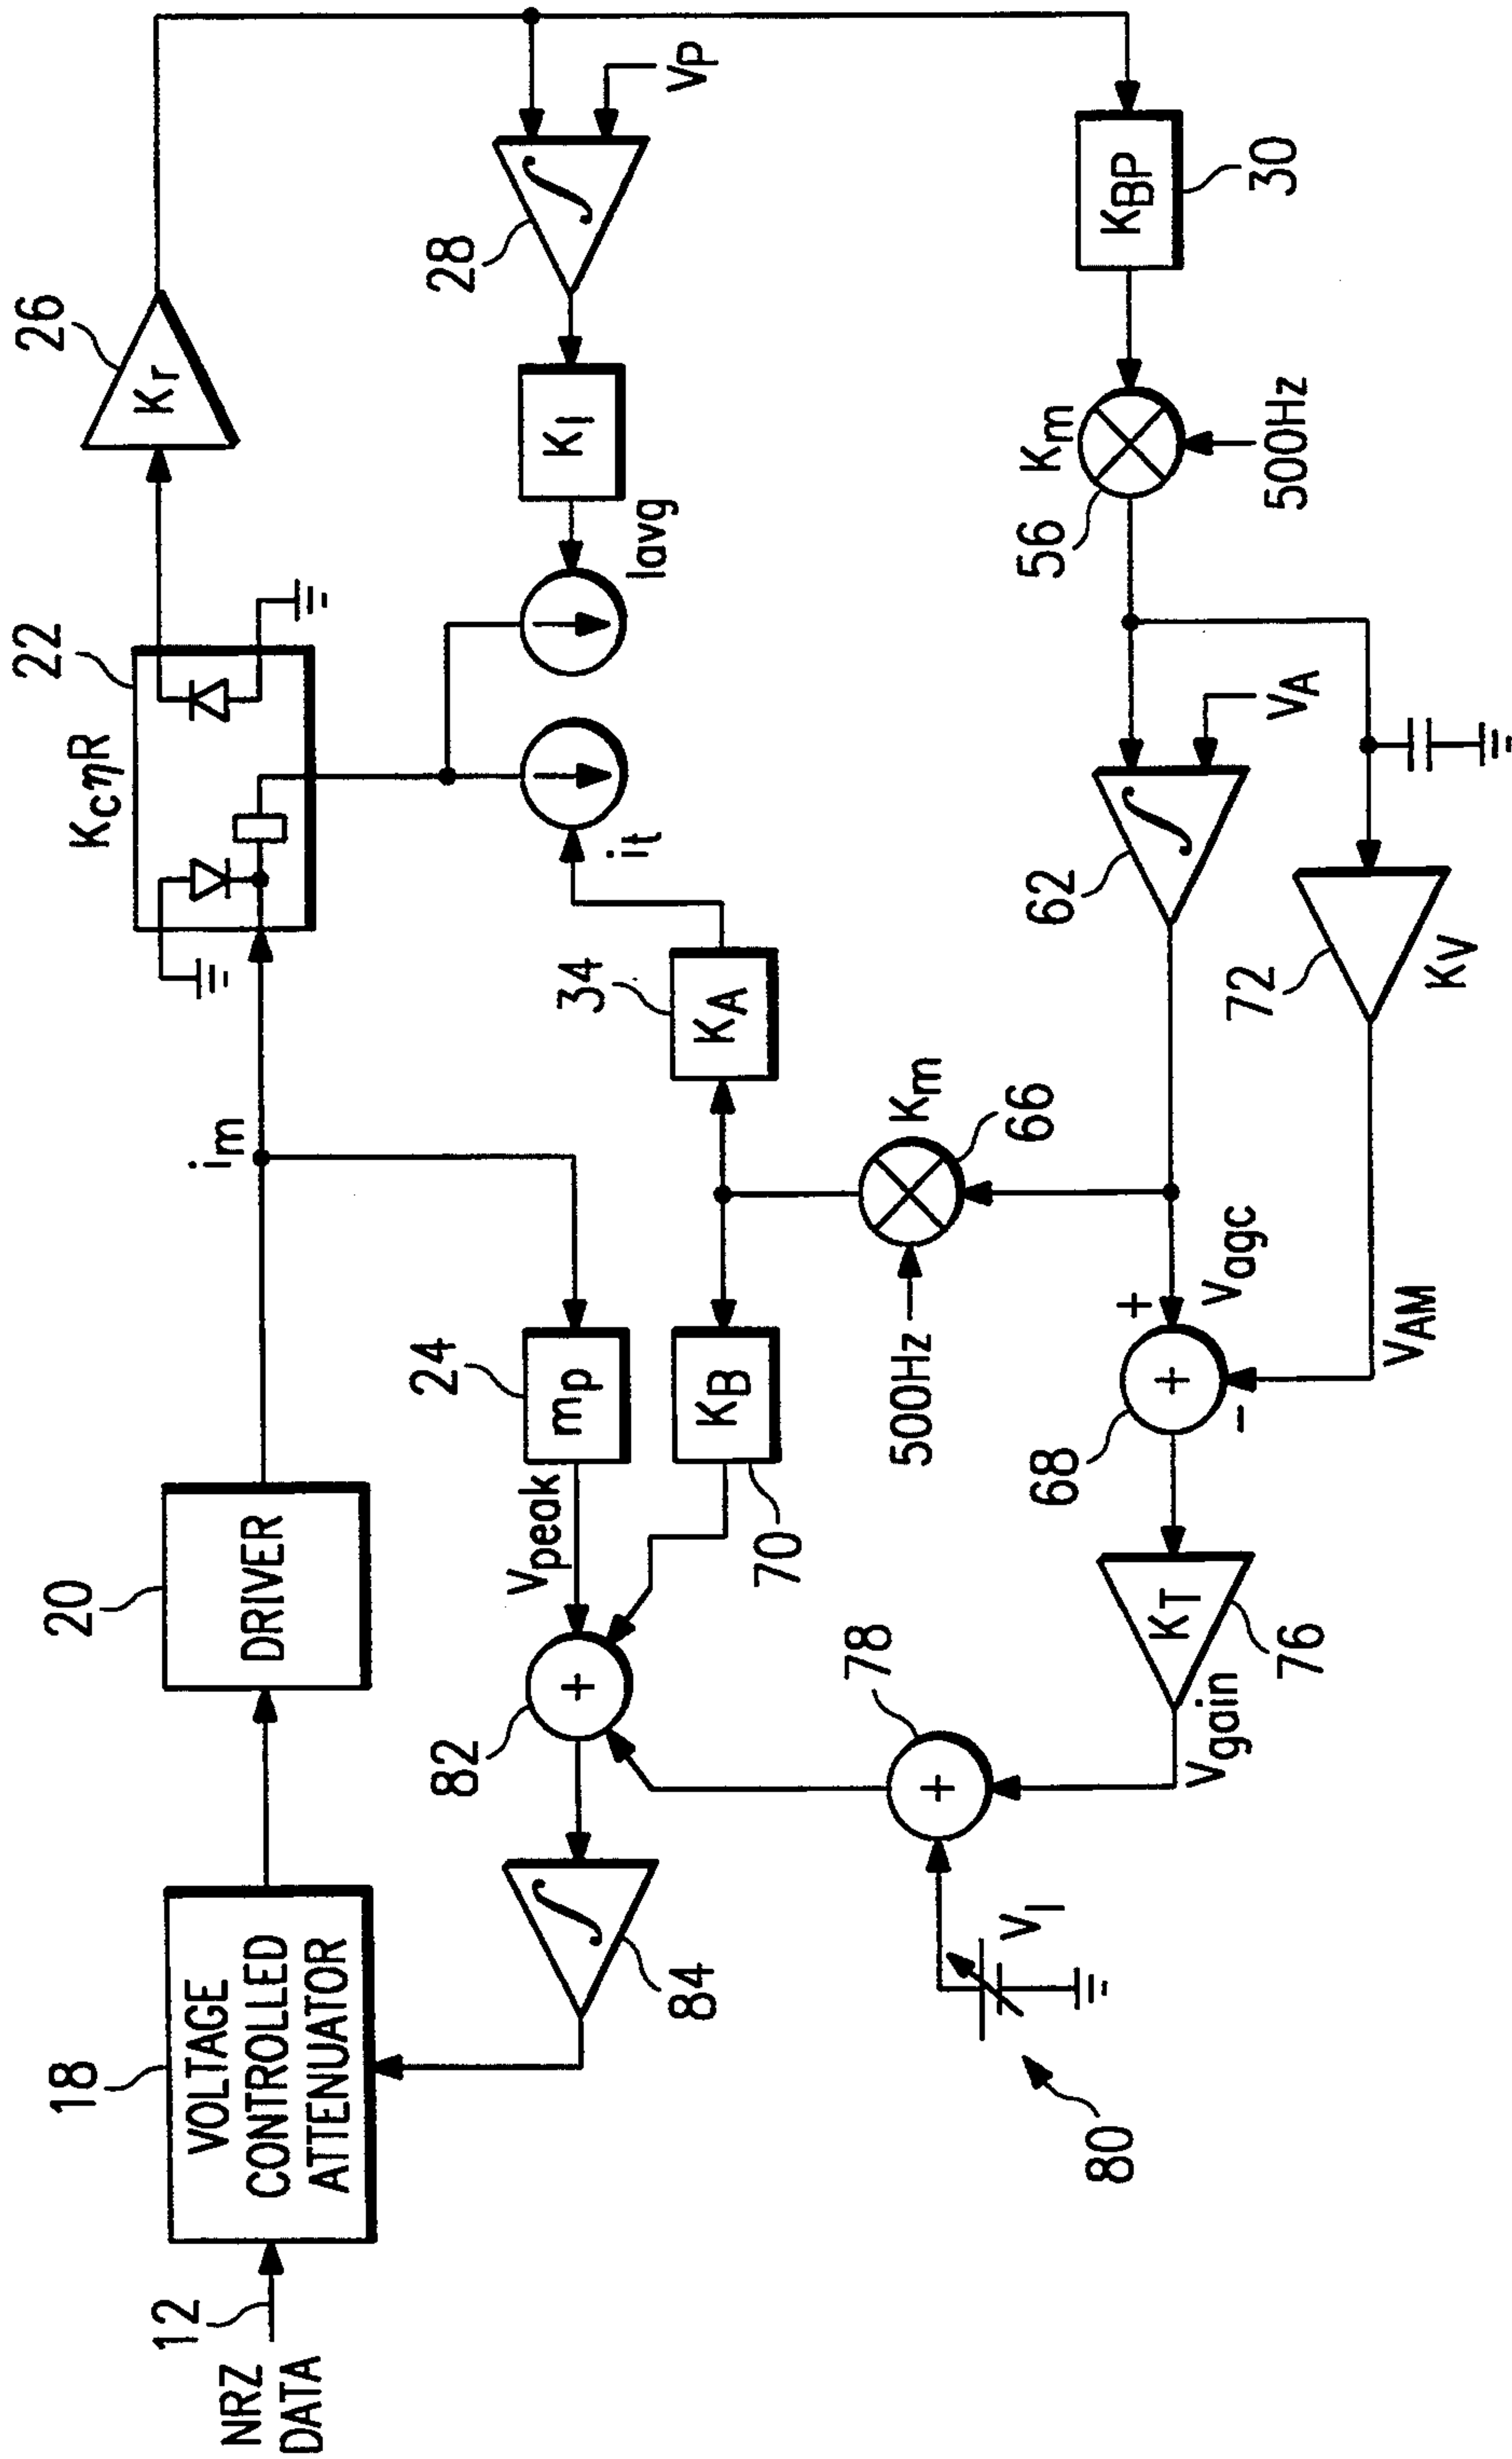 NRZ
DATA
12
18
VOLTAGE
CONTROLLED
ATTENUATOR
20
DRIVER
im
22
KcηR
26
Kr
VP
28
∫
KI
Iavg
it
34
KA
24
mp
Vpeak
82
+
84
∫
KB
70
Km
66
500Hz
30
KBP
Km
56
500Hz
VA
62
∫
72
KV
Vagc
+
68
+
-
VAM
KT
76
Vgain
78
+
VI
80